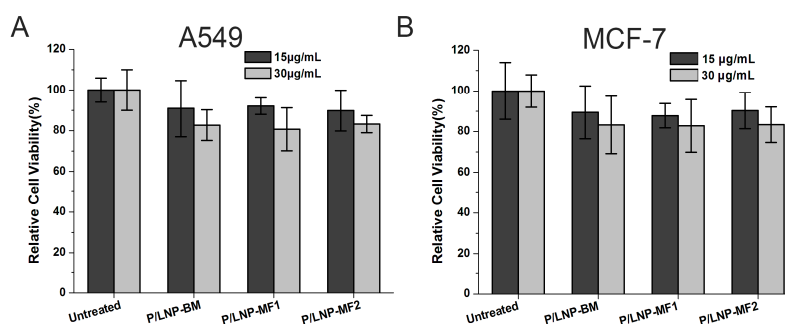 A
A549
120
100
80
60
40
20
0
Relative Cell Viability(%)
15μg/mL
30μg/mL
Untreated
P/LNP-BM
P/LNP-MF1
P/LNP-MF2
B
MCF-7
120
100
80
60
40
20
0
Relative Cell Viability(%)
15 μg/mL
30 μg/mL
Untreated
P/LNP-BM
P/LNP-MF1
P/LNP-MF2